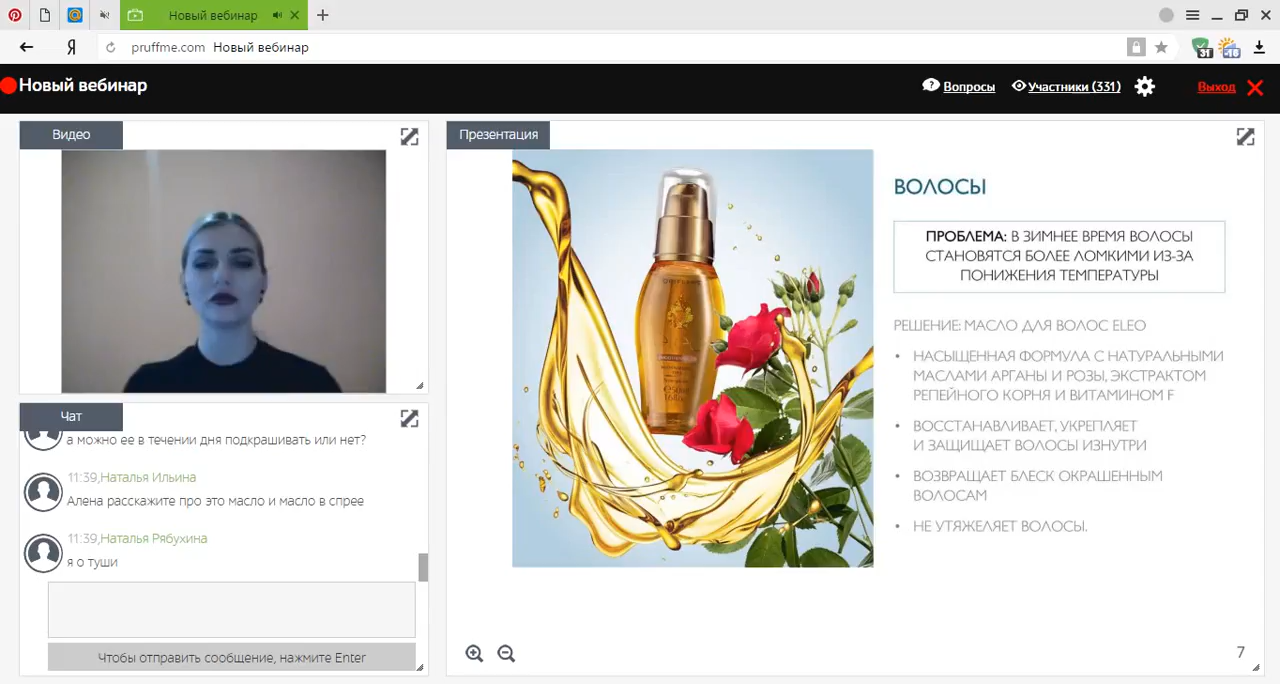 Новый вебинар
pruffme.com Новый вебинар
31
Новый вебинар
Вопросы
Участники (331)
Выход
Видео
Презентация
ВОЛОСЫ
ПРОБЛЕМА: В ЗИМНЕЕ ВРЕМЯ ВОЛОСЫ
СТАНОВЯТСЯ БОЛЕЕ ЛОМКИМИ ИЗ-ЗА
ПОНИЖЕНИЯ ТЕМПЕРАТУРЫ
РЕШЕНИЕ: МАСЛО ДЛЯ ВОЛОС ELEO
• НАСЫЩЕННАЯ ФОРМУЛА С НАТУРАЛЬНЫМИ
МАСЛАМИ АРГАНЫ И РОЗЫ, ЭКСТРАКТОМ
РЕПЕЙНОГО КОРНЯ И ВИТАМИНОМ F
• ВОССТАНАВЛИВАЕТ, УКРЕПЛЯЕТ
И ЗАЩИЩАЕТ ВОЛОСЫ ИЗНУТРИ
• ВОЗВРАЩАЕТ БЛЕСК ОКРАШЕННЫМ
ВОЛОСАМ
• НЕ УТЯЖЕЛЯЕТ ВОЛОСЫ.
7
Чат
а можно ее в течении дня подкрашивать или нет?
11:39,Наталья Ильина
Алена расскажите про это масло и масло в спрее
11:39,Наталья Рябухина
я о туши
Чтобы отправить сообщение, нажмите Enter